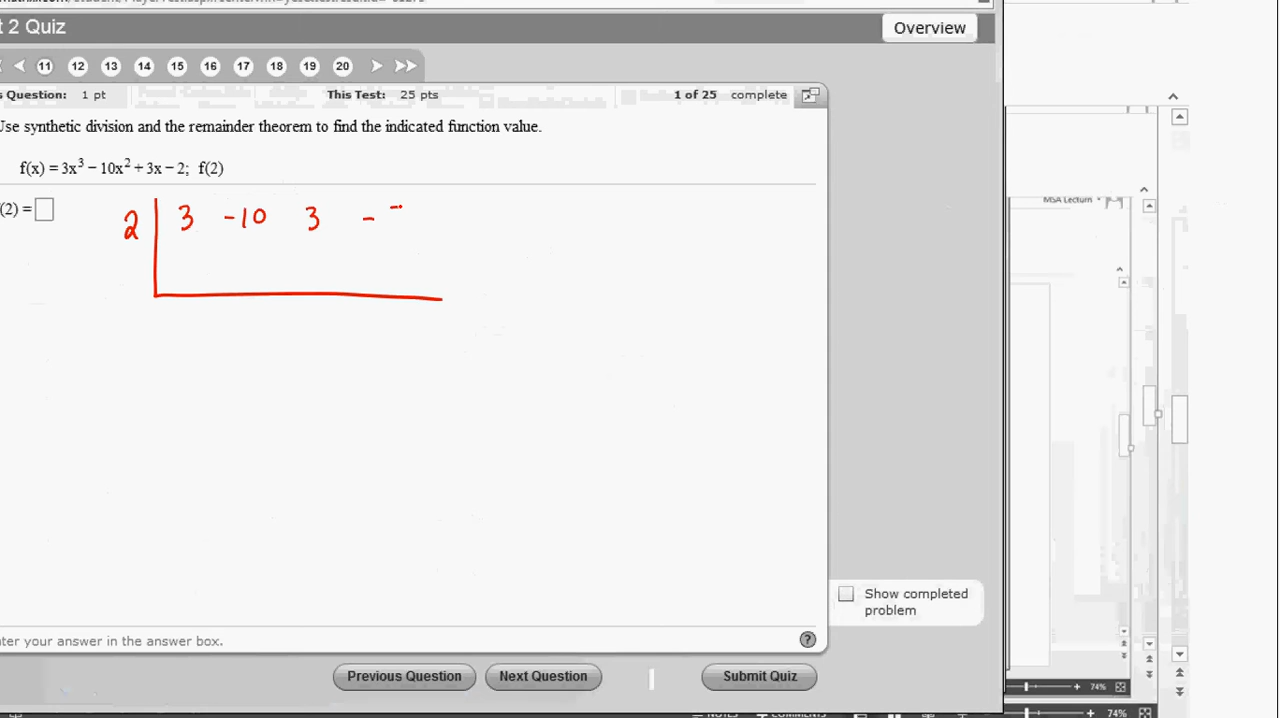 2 Quiz
Overview
11 12 13 14 15 16 17 18 19 20
Question: 1 pt
This Test: 25 pts
1 of 25 complete
Use synthetic division and the remainder theorem to find the indicated function value.
f(x) = 3x³ − 10x² + 3x − 2; f(2)
(2) =
2 3 -10 3 -
MSA Lecturn
Show completed
problem
ter your answer in the answer box.
?
Previous Question
Next Question
Submit Quiz
+ 74%
NOTES
COMMENTS
+ 74%